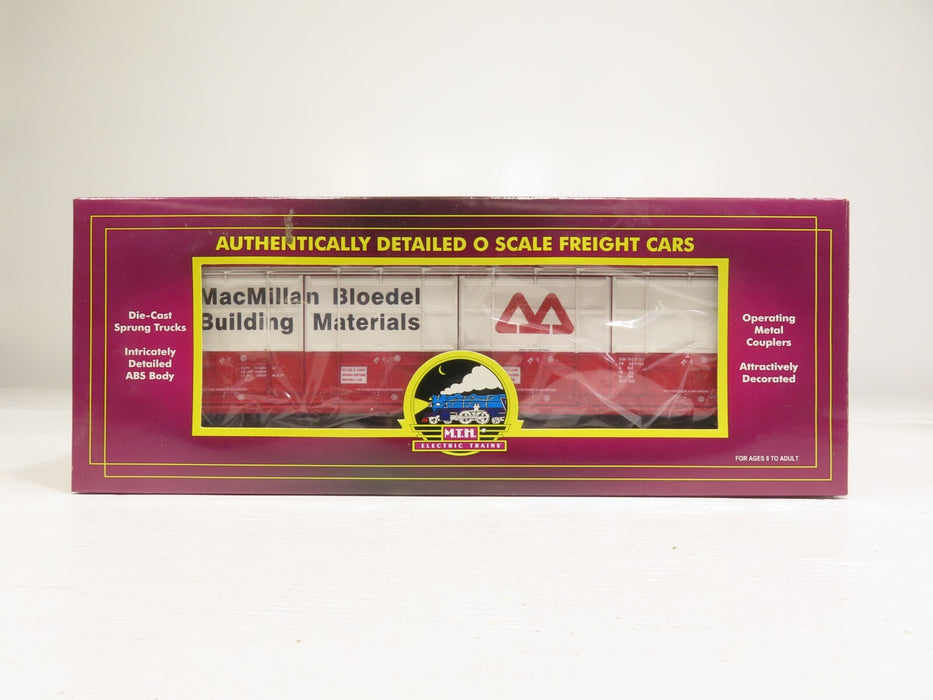 AUTHENTICALLY DETAILED O SCALE FREIGHT CARS
Die-Cast
Sprung Trucks
Intricately
Detailed
ABS Body
MacMillan Bloedel
Building Materials
Operating
Metal
Couplers
Attractively
Decorated
M.T.H.
ELECTRIC TRAINS
FOR AGES 8 TO ADULT